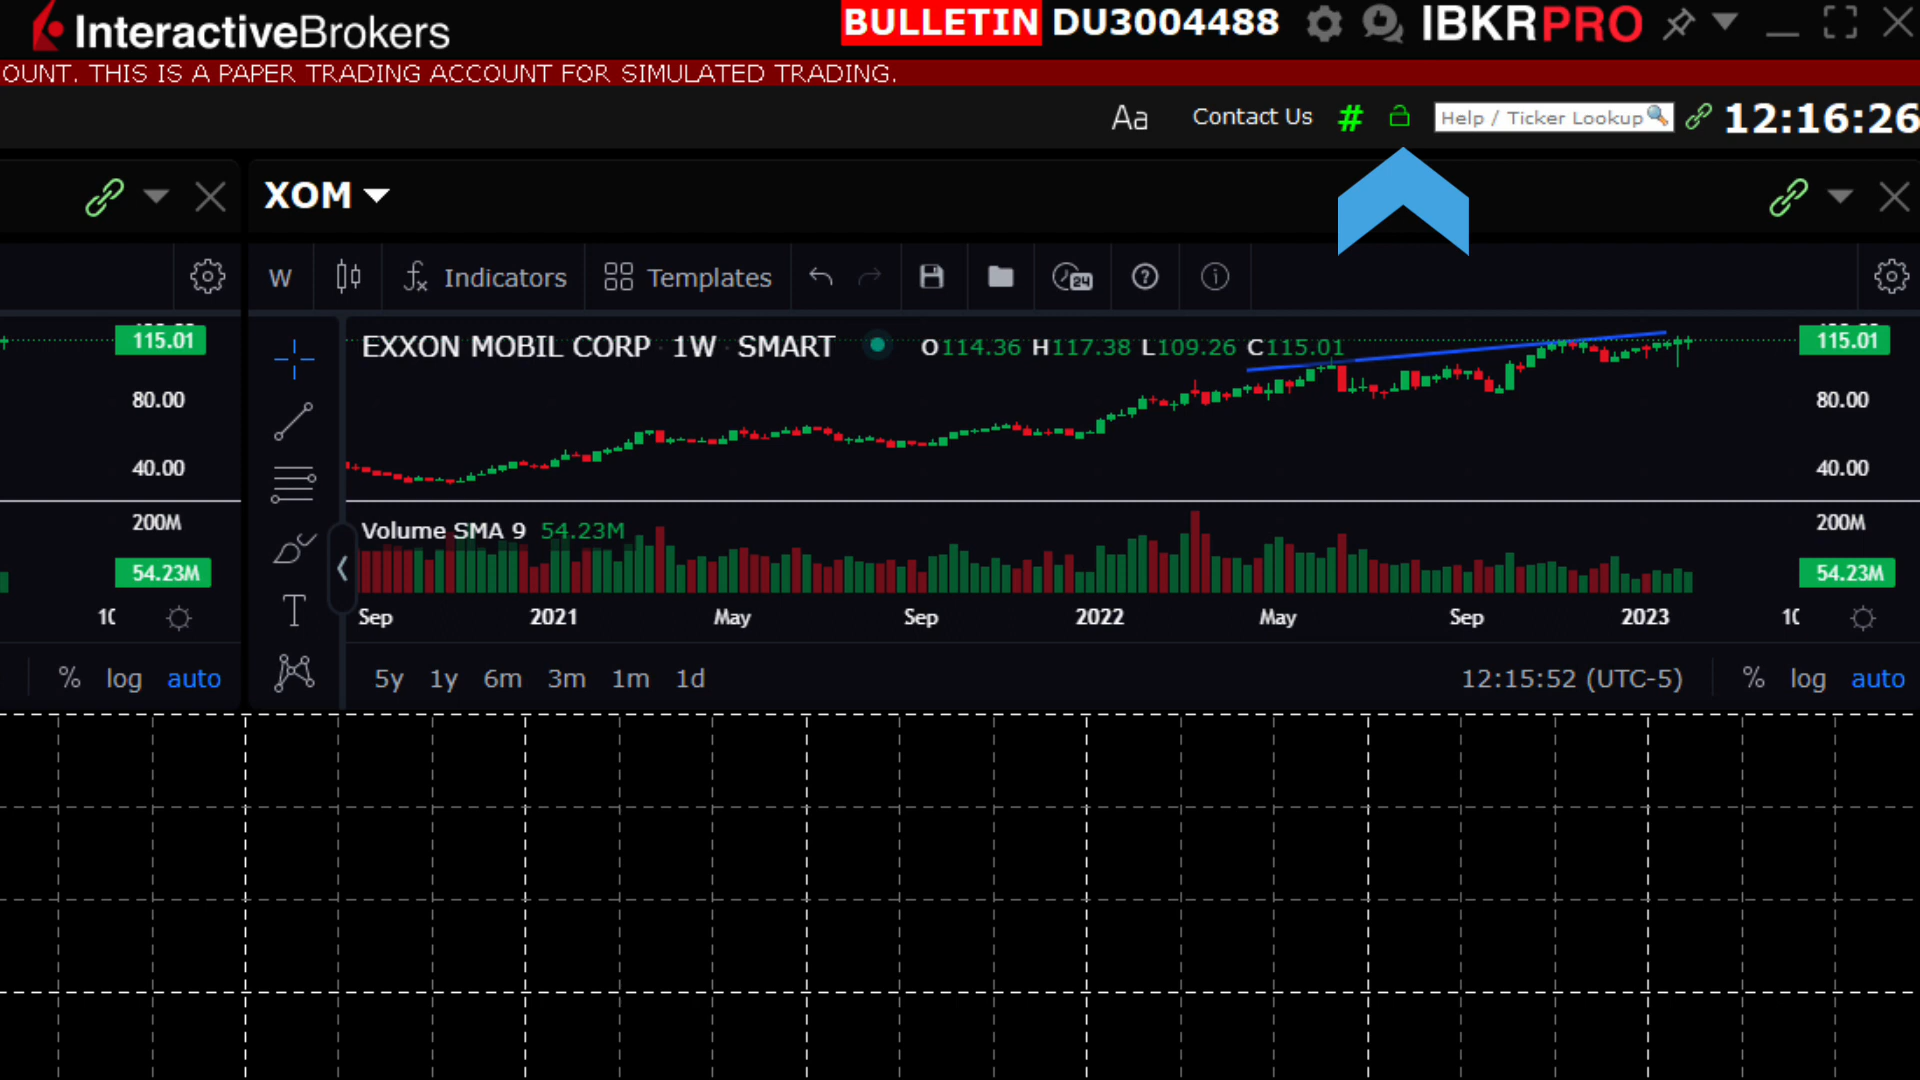 InteractiveBrokers BULLETIN DU3004488 IBKRPRO
OUNT. THIS IS A PAPER TRADING ACCOUNT FOR SIMULATED TRADING.
Aa Contact Us # Help / Ticker Lookup 12:16:26
XOM
W Indicators Templates 24
EXXON MOBIL CORP 1W SMART O114.36 H117.38 L109.26 C115.01
115.01 115.01
80.00 80.00
40.00 40.00
200M Volume SMA 9 54.23M 200M
54.23M 54.23M
10 Sep 2021 May Sep 2022 May Sep 2023 10
% log auto 5y 1y 6m 3m 1m 1d 12:15:52 (UTC-5) % log auto